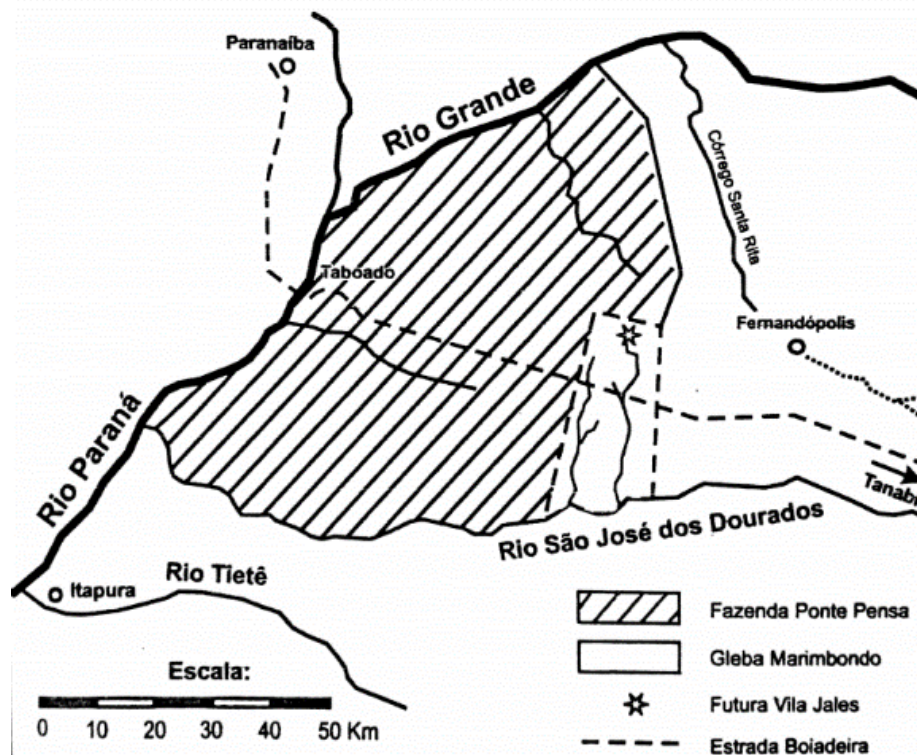 Paranaíba
Rio Grande
Córrego Santa Rita
Taboado
Fernandópolis
Rio Paraná
Tanabi
Rio São José dos Dourados
Itapura
Rio Tietê
Fazenda Ponte Pensa
Gleba Marimbondo
Escala:
Futura Vila Jales
0 10 20 30 40 50 Km
Estrada Boiadeira